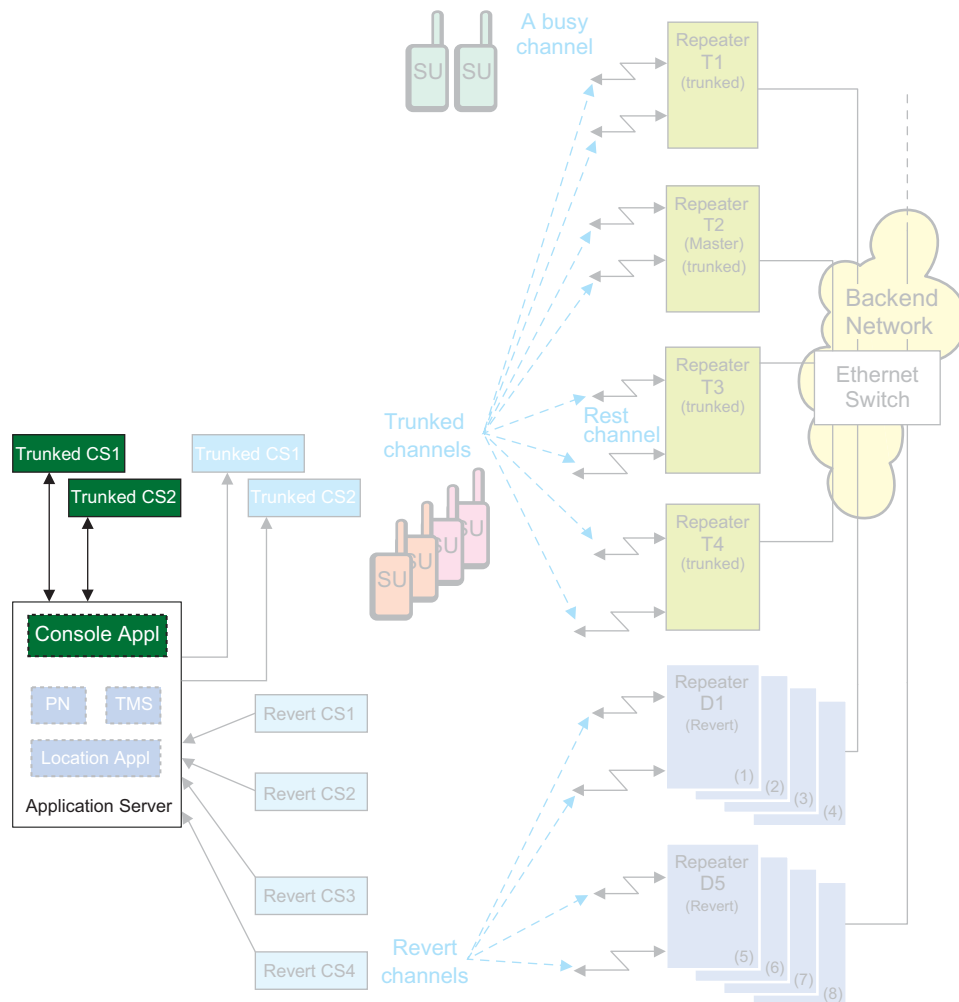 A busy
channel
SU
SU
Repeater
T1
(trunked)
Repeater
T2
(Master)
(trunked)
Backend
Network
Ethernet
Switch
Repeater
T3
(trunked)
Trunked
channels
Rest
channel
Trunked CS1
Trunked CS2
Trunked CS1
Trunked CS2
SU
SU
SU
SU
Repeater
T4
(trunked)
Console Appl
PN
TMS
Location Appl
Application Server
Revert CS1
Revert CS2
Revert CS3
Revert CS4
Repeater
D1
(Revert)
(1)
(2)
(3)
(4)
Repeater
D5
(Revert)
(5)
(6)
(7)
(8)
Revert
channels